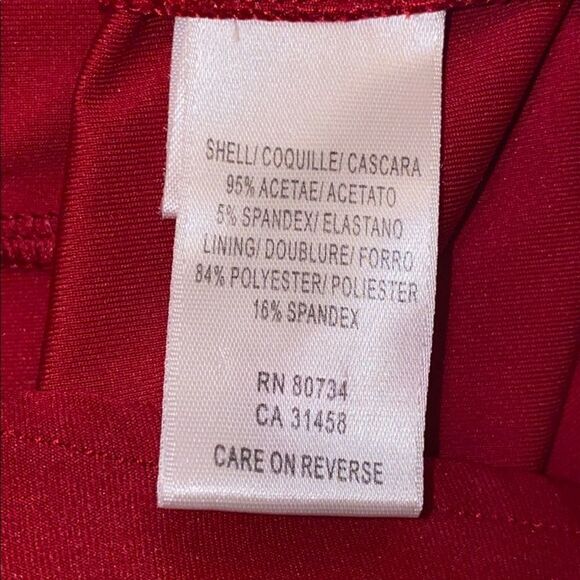 SHELL/ COQUILLE/ CASCARA
95% ACETAE/ ACETATO
5% SPANDEX/ ELASTANO
LINING/ DOUBLURE/ FORRO
84% POLYESTER/ POLIESTER
16% SPANDEX
RN 80734
CA 31458
CARE ON REVERSE